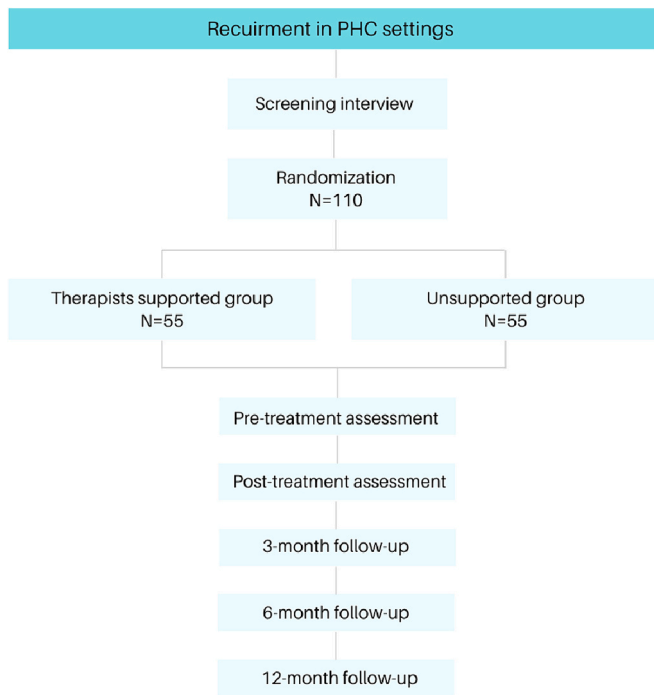 Recuirment in PHC settings
Screening interview
Randomization
N=110
Therapists supported group
N=55
Unsupported group
N=55
Pre-treatment assessment
Post-treatment assessment
3-month follow-up
6-month follow-up
12-month follow-up